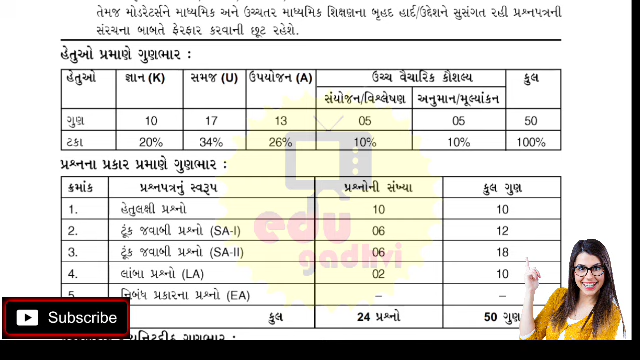 તેમજ મોડરેટર્સને માધ્યમિક અને ઉચ્ચતર માધ્યમિક શિક્ષણના બૃહદ હાર્દ/ઉદ્દેશને સુસંગત રહી પ્રશ્નપત્રની
સંરચના બાબતે ફેરફાર કરવાની છૂટ રહેશે.
હેતુઓ પ્રમાણે ગુણભાર :
હેતુઓ જ્ઞાન (K) સમજ (U) ઉપયોજન (A) ઉચ્ચ વૈચારિક કૌશલ્ય કુલ
સંયોજન/વિશ્લેષણ અનુમાન/મૂલ્યાંકન
ગુણ 10 17 13 05 05 50
ટકા 20% 34% 26% 10% 10% 100%
પ્રશ્નના પ્રકાર પ્રમાણે ગુણભાર :
ક્રમાંક પ્રશ્નપત્રનું સ્વરૂપ પ્રશ્નોની સંખ્યા કુલ ગુણ
1. હેતુલક્ષી પ્રશ્નો 10 10
2. ટૂંક જવાબી પ્રશ્નો (SA-I) 06 12
3. ટૂંક જવાબી પ્રશ્નો (SA-II) 06 18
4. લાંબા પ્રશ્નો (LA) 02 10
5. નિબંધ પ્રકારના પ્રશ્નો (EA) – –
કુલ 24 પ્રશ્નો 50 ગુણ
edu
gadhvi
Subscribe
ગુણભાર :